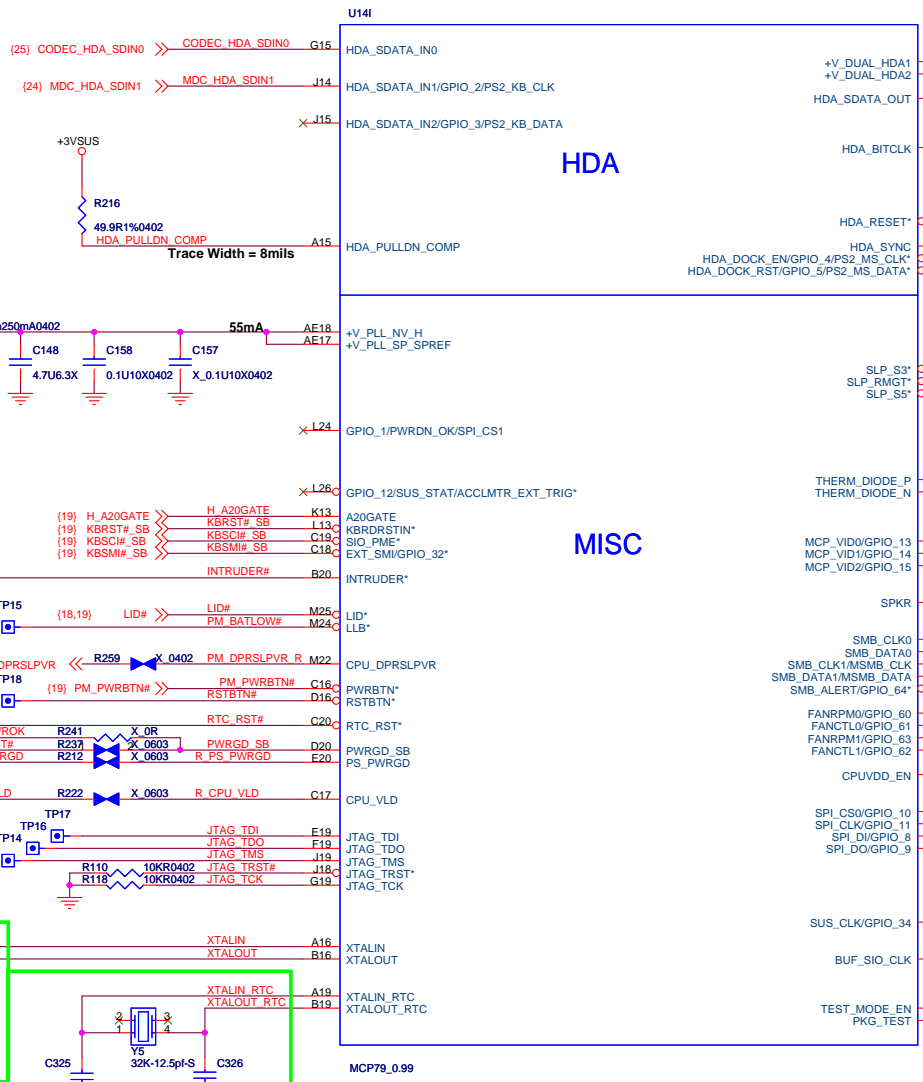 U14I
{25} CODEC_HDA_SDIN0 CODEC_HDA_SDIN0 G15 HDA_SDATA_IN0
+V_DUAL_HDA1
+V_DUAL_HDA2
{24} MDC_HDA_SDIN1 MDC_HDA_SDIN1 J14 HDA_SDATA_IN1/GPIO_2/PS2_KB_CLK
HDA_SDATA_OUT
J15 HDA_SDATA_IN2/GPIO_3/PS2_KB_DATA
+3VSUS
HDA_BITCLK
HDA
R216
49.9R1%0402
HDA_RESET*
HDA_PULLDN_COMP A15 HDA_PULLDN_COMP HDA_SYNC
Trace Width = 8mils
HDA_DOCK_EN/GPIO_4/PS2_MS_CLK*
HDA_DOCK_RST/GPIO_5/PS2_MS_DATA*
250mA0402 55mA AE18 +V_PLL_NV_H
AE17 +V_PLL_SP_SPREF
C148 C158 C157
4.7U6.3X 0.1U10X0402 X_0.1U10X0402
SLP_S3*
SLP_RMGT*
SLP_S5*
L24 GPIO_1/PWRDN_OK/SPI_CS1
THERM_DIODE_P
L26 GPIO_12/SUS_STAT/ACCLMTR_EXT_TRIG* THERM_DIODE_N
{19} H_A20GATE H_A20GATE K13 A20GATE
{19} KBRST#_SB KBRST#_SB L13 KBRDRSTIN*
{19} KBSCI#_SB KBSCI#_SB C19 SIO_PME* MCP_VID0/GPIO_13
{19} KBSMI#_SB KBSMI#_SB C18 EXT_SMI/GPIO_32* MCP_VID1/GPIO_14
MISC
MCP_VID2/GPIO_15
INTRUDER# B20 INTRUDER*
TP15
SPKR
{18,19} LID# LID# M25 LID*
PM_BATLOW# M24 LLB*
SMB_CLK0
SMB_DATA0
DPRSLPVR R259 X_0402 PM_DPRSLPVR_R M22 CPU_DPRSLPVR SMB_CLK1/MSMB_CLK
TP18
SMB_DATA1/MSMB_DATA
{19} PM_PWRBTN# PM_PWRBTN# C16 PWRBTN* SMB_ALERT/GPIO_64*
RSTBTN# D16 RSTBTN*
FANRPM0/GPIO_60
RTC_RST# C20 RTC_RST* FANCTL0/GPIO_61
ROK R241 X_0R
FANRPM1/GPIO_63
ST# R237 1 2 X_0603 PWRGD_SB D20 PWRGD_SB FANCTL1/GPIO_62
RGD R212 X_0603 R_PS_PWRGD E20 PS_PWRGD
CPUVDD_EN
LD R222 X_0603 R_CPU_VLD C17 CPU_VLD
SPI_CS0/GPIO_10
TP17
SPI_CLK/GPIO_11
TP16 JTAG_TDI E19 JTAG_TDI SPI_DI/GPIO_8
TP14 JTAG_TDO F19 JTAG_TDO SPI_DO/GPIO_9
JTAG_TMS J19 JTAG_TMS
R110 10KR0402 JTAG_TRST# J18 JTAG_TRST*
R118 10KR0402 JTAG_TCK G19 JTAG_TCK
SUS_CLK/GPIO_34
XTALIN A16 XTALIN
XTALOUT B16 XTALOUT BUF_SIO_CLK
XTALIN_RTC A19 XTALIN_RTC
XTALOUT_RTC B19 XTALOUT_RTC TEST_MODE_EN
2 3
PKG_TEST
1 4
Y5
C325 32K-12.5pf-S C326
MCP79_0.99